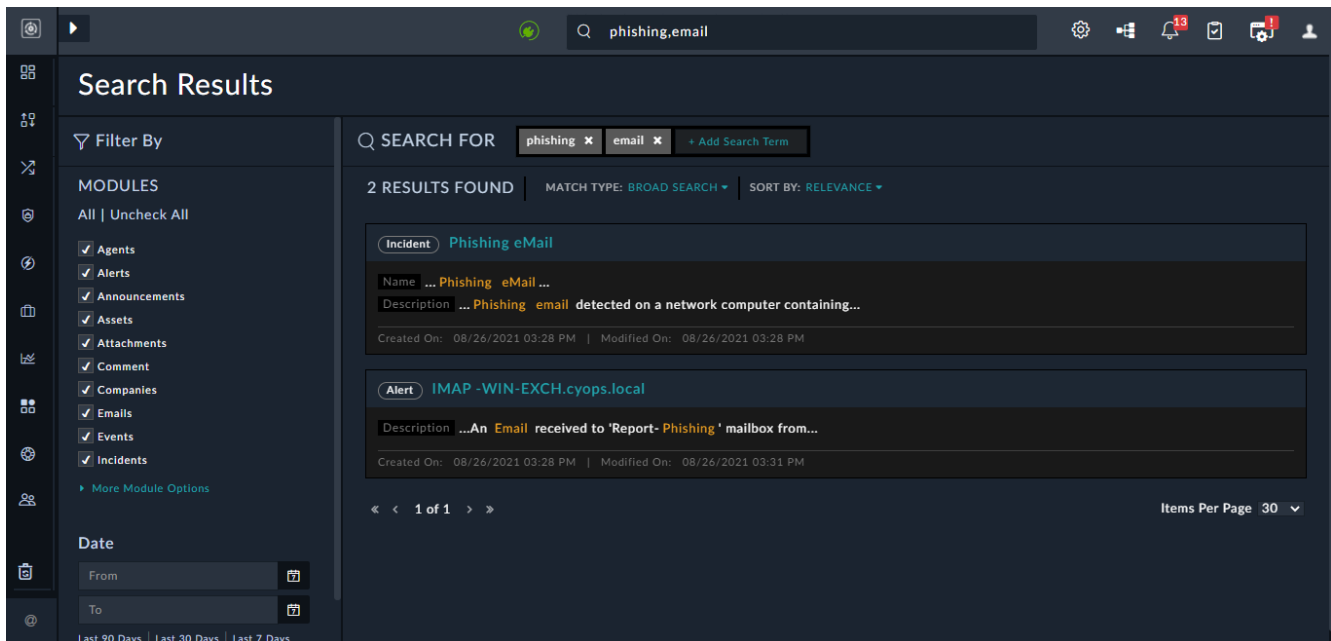 phishing,email
13
!
Search Results
Filter By
SEARCH FOR
phishing ✖
email ✖
+ Add Search Term
MODULES
All | Uncheck All
Agents
Alerts
Announcements
Assets
Attachments
Comment
Companies
Emails
Events
Incidents
More Module Options
Date
From
7
To
7
Last 90 Days | Last 30 Days | Last 7 Days
2 RESULTS FOUND
MATCH TYPE: BROAD SEARCH
SORT BY: RELEVANCE
Incident Phishing eMail
Name ... Phishing eMail ...
Description ... Phishing email detected on a network computer containing...
Created On: 08/26/2021 03:28 PM | Modified On: 08/26/2021 03:28 PM
Alert IMAP -WIN-EXCH.cyops.local
Description ...An Email received to 'Report- Phishing ' mailbox from...
Created On: 08/26/2021 03:28 PM | Modified On: 08/26/2021 03:31 PM
« < 1 of 1 > »
Items Per Page 30
@